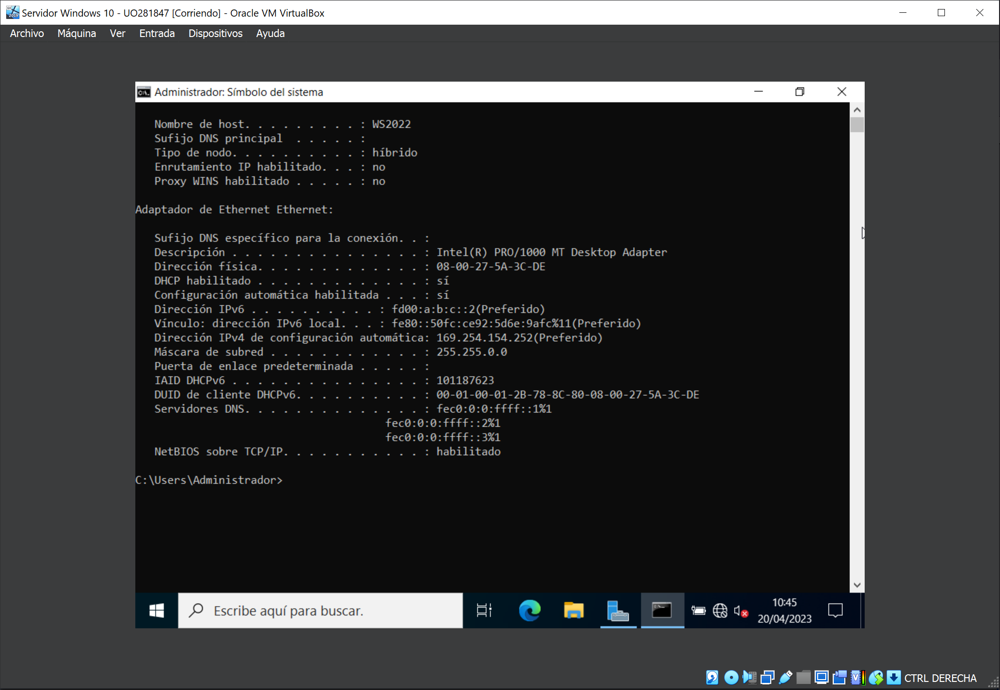 Servidor Windows 10 - UO281847 [Corriendo] - Oracle VM VirtualBox
Archivo Máquina Ver Entrada Dispositivos Ayuda
Administrador: Símbolo del sistema
Nombre de host. . . . . . . . . : WS2022
Sufijo DNS principal  . . . . . :
Tipo de nodo. . . . . . . . . . : híbrido
Enrutamiento IP habilitado. . . : no
Proxy WINS habilitado . . . . . : no
Adaptador de Ethernet Ethernet:
Sufijo DNS específico para la conexión. . :
Descripción . . . . . . . . . . . . . . . : Intel(R) PRO/1000 MT Desktop Adapter
Dirección física. . . . . . . . . . . . . : 08-00-27-5A-3C-DE
DHCP habilitado . . . . . . . . . . . . . : sí
Configuración automática habilitada . . . : sí
Dirección IPv6 . . . . . . . . . . : fd00:a:b:c::2(Preferido)
Vínculo: dirección IPv6 local. . . : fe80::50fc:ce92:5d6e:9afc%11(Preferido)
Dirección IPv4 de configuración automática: 169.254.154.252(Preferido)
Máscara de subred . . . . . . . . . . . . : 255.255.0.0
Puerta de enlace predeterminada . . . . . :
IAID DHCPv6 . . . . . . . . . . . . . . . : 101187623
DUID de cliente DHCPv6. . . . . . . . . . : 00-01-00-01-2B-78-8C-80-08-00-27-5A-3C-DE
Servidores DNS. . . . . . . . . . . . . . : fec0:0:0:ffff::1%1
fec0:0:0:ffff::2%1
fec0:0:0:ffff::3%1
NetBIOS sobre TCP/IP. . . . . . . . . . . : habilitado
C:\Users\Administrador>
Escribe aquí para buscar.
10:45
20/04/2023
CTRL DERECHA